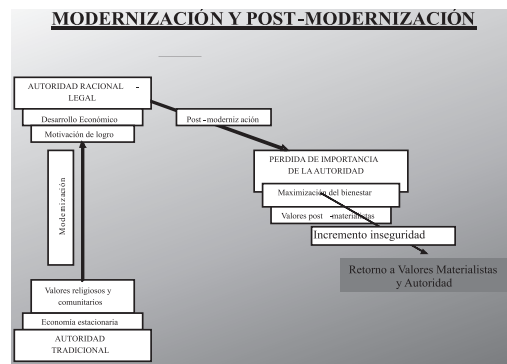 MODERNIZACIÓN Y POST-MODERNIZACIÓN
AUTORIDAD RACIONAL -
LEGAL
Desarrollo Económico
Motivación de logro
Post-moderniz ación
PERDIDA DE IMPORTANCIA
DE LA AUTORIDAD
Maximización del bienestar
Valores post -materialistas
Incremento inseguridad
Retorno a Valores Materialistas
y Autoridad
Modernización
Valores religiosos y
comunitarios
Economía estacionaria
AUTORIDAD
TRADICIONAL